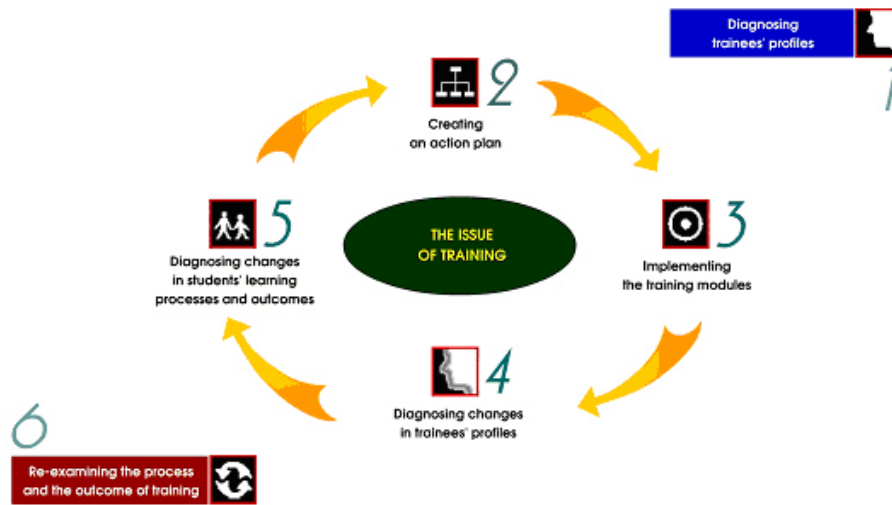 Diagnosing
trainees' profiles
1
2
Creating
an action plan
3
Implementing
the training modules
THE ISSUE
OF TRAINING
4
Diagnosing changes
in trainees' profiles
5
Diagnosing changes
in students' learning
processes and outcomes
6
Re-examining the process
and the outcome of training